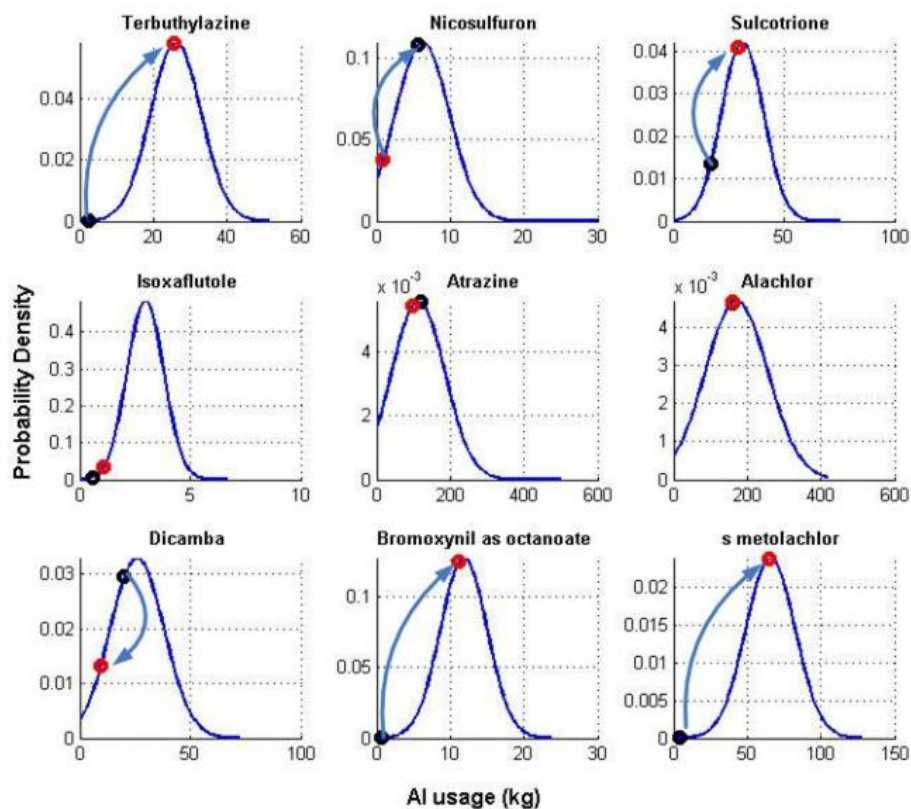 Terbuthylazine
0.04
0.02
0
0 20 40 60
Nicosulfuron
0.1
0.05
0
0 10 20 30
Sulcotrione
0.04
0.03
0.02
0.01
0
0 50 100
Isoxaflutole
0.4
0.3
0.2
0.1
0
0 5 10
Atrazine
x 10-3
4
2
0
0 200 400 600
Alachlor
x 10-3
4
3
2
1
0
0 200 400 600
Dicamba
0.03
0.02
0.01
0
0 50 100
Bromoxynil as octanoate
0.1
0.05
0
0 10 20 30
s metolachlor
0.02
0.015
0.01
0.005
0
0 50 100 150
Probability Density
AI usage (kg)